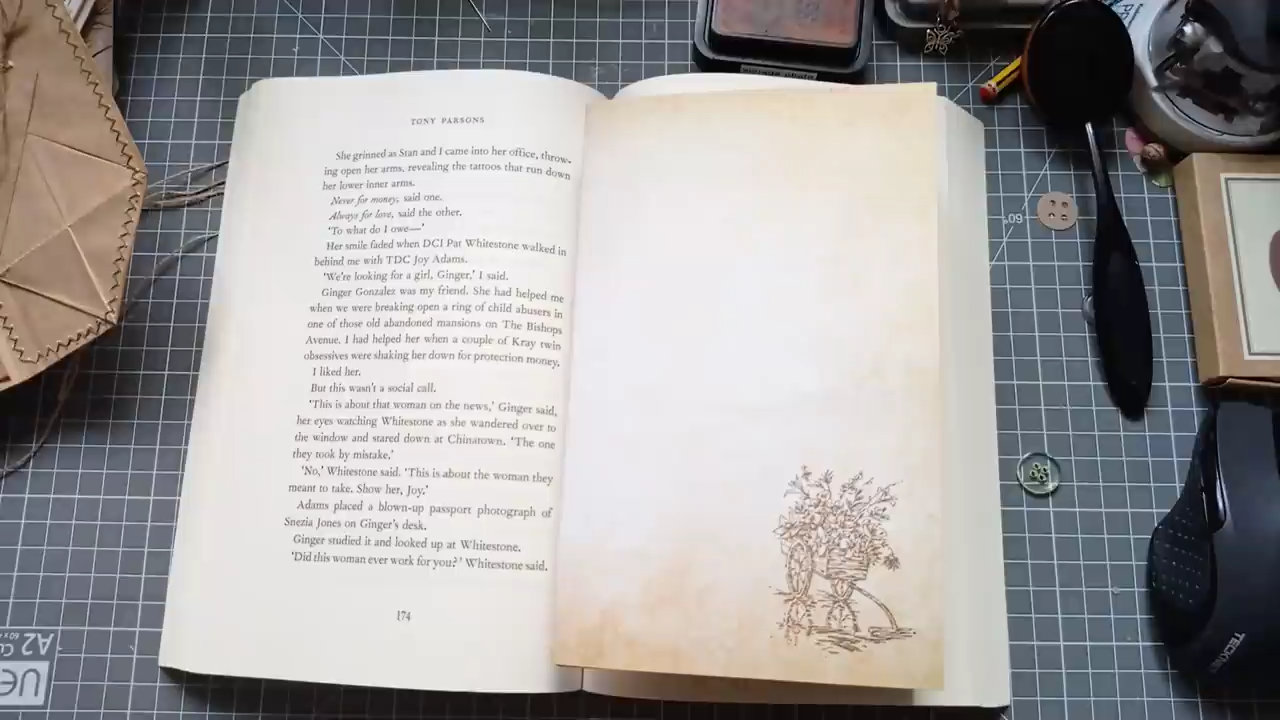 TONY PARSONS
She grinned as Stan and I came into her office, throw-
ing open her arms, revealing the tattoos that run down
her lower inner arms.
Never for money, said one.
Always for love, said the other.
'To what do I owe—'
Her smile faded when DCI Pat Whitestone walked in
behind me with TDC Joy Adams.
'We're looking for a girl, Ginger,' I said.
Ginger Gonzalez was my friend. She had helped me
when we were breaking open a ring of child abusers in
one of those old abandoned mansions on The Bishops
Avenue. I had helped her when a couple of Kray twin
obsessives were shaking her down for protection money.
I liked her.
But this wasn't a social call.
'This is about that woman on the news,' Ginger said,
her eyes watching Whitestone as she wandered over to
the window and stared down at Chinatown. 'The one
they took by mistake.'
'No,' Whitestone said. 'This is about the woman they
meant to take. Show her, Joy.'
Adams placed a blown-up passport photograph of
Snezia Jones on Ginger's desk.
Ginger studied it and looked up at Whitestone.
'Did this woman ever work for you?' Whitestone said.
174
60
A2